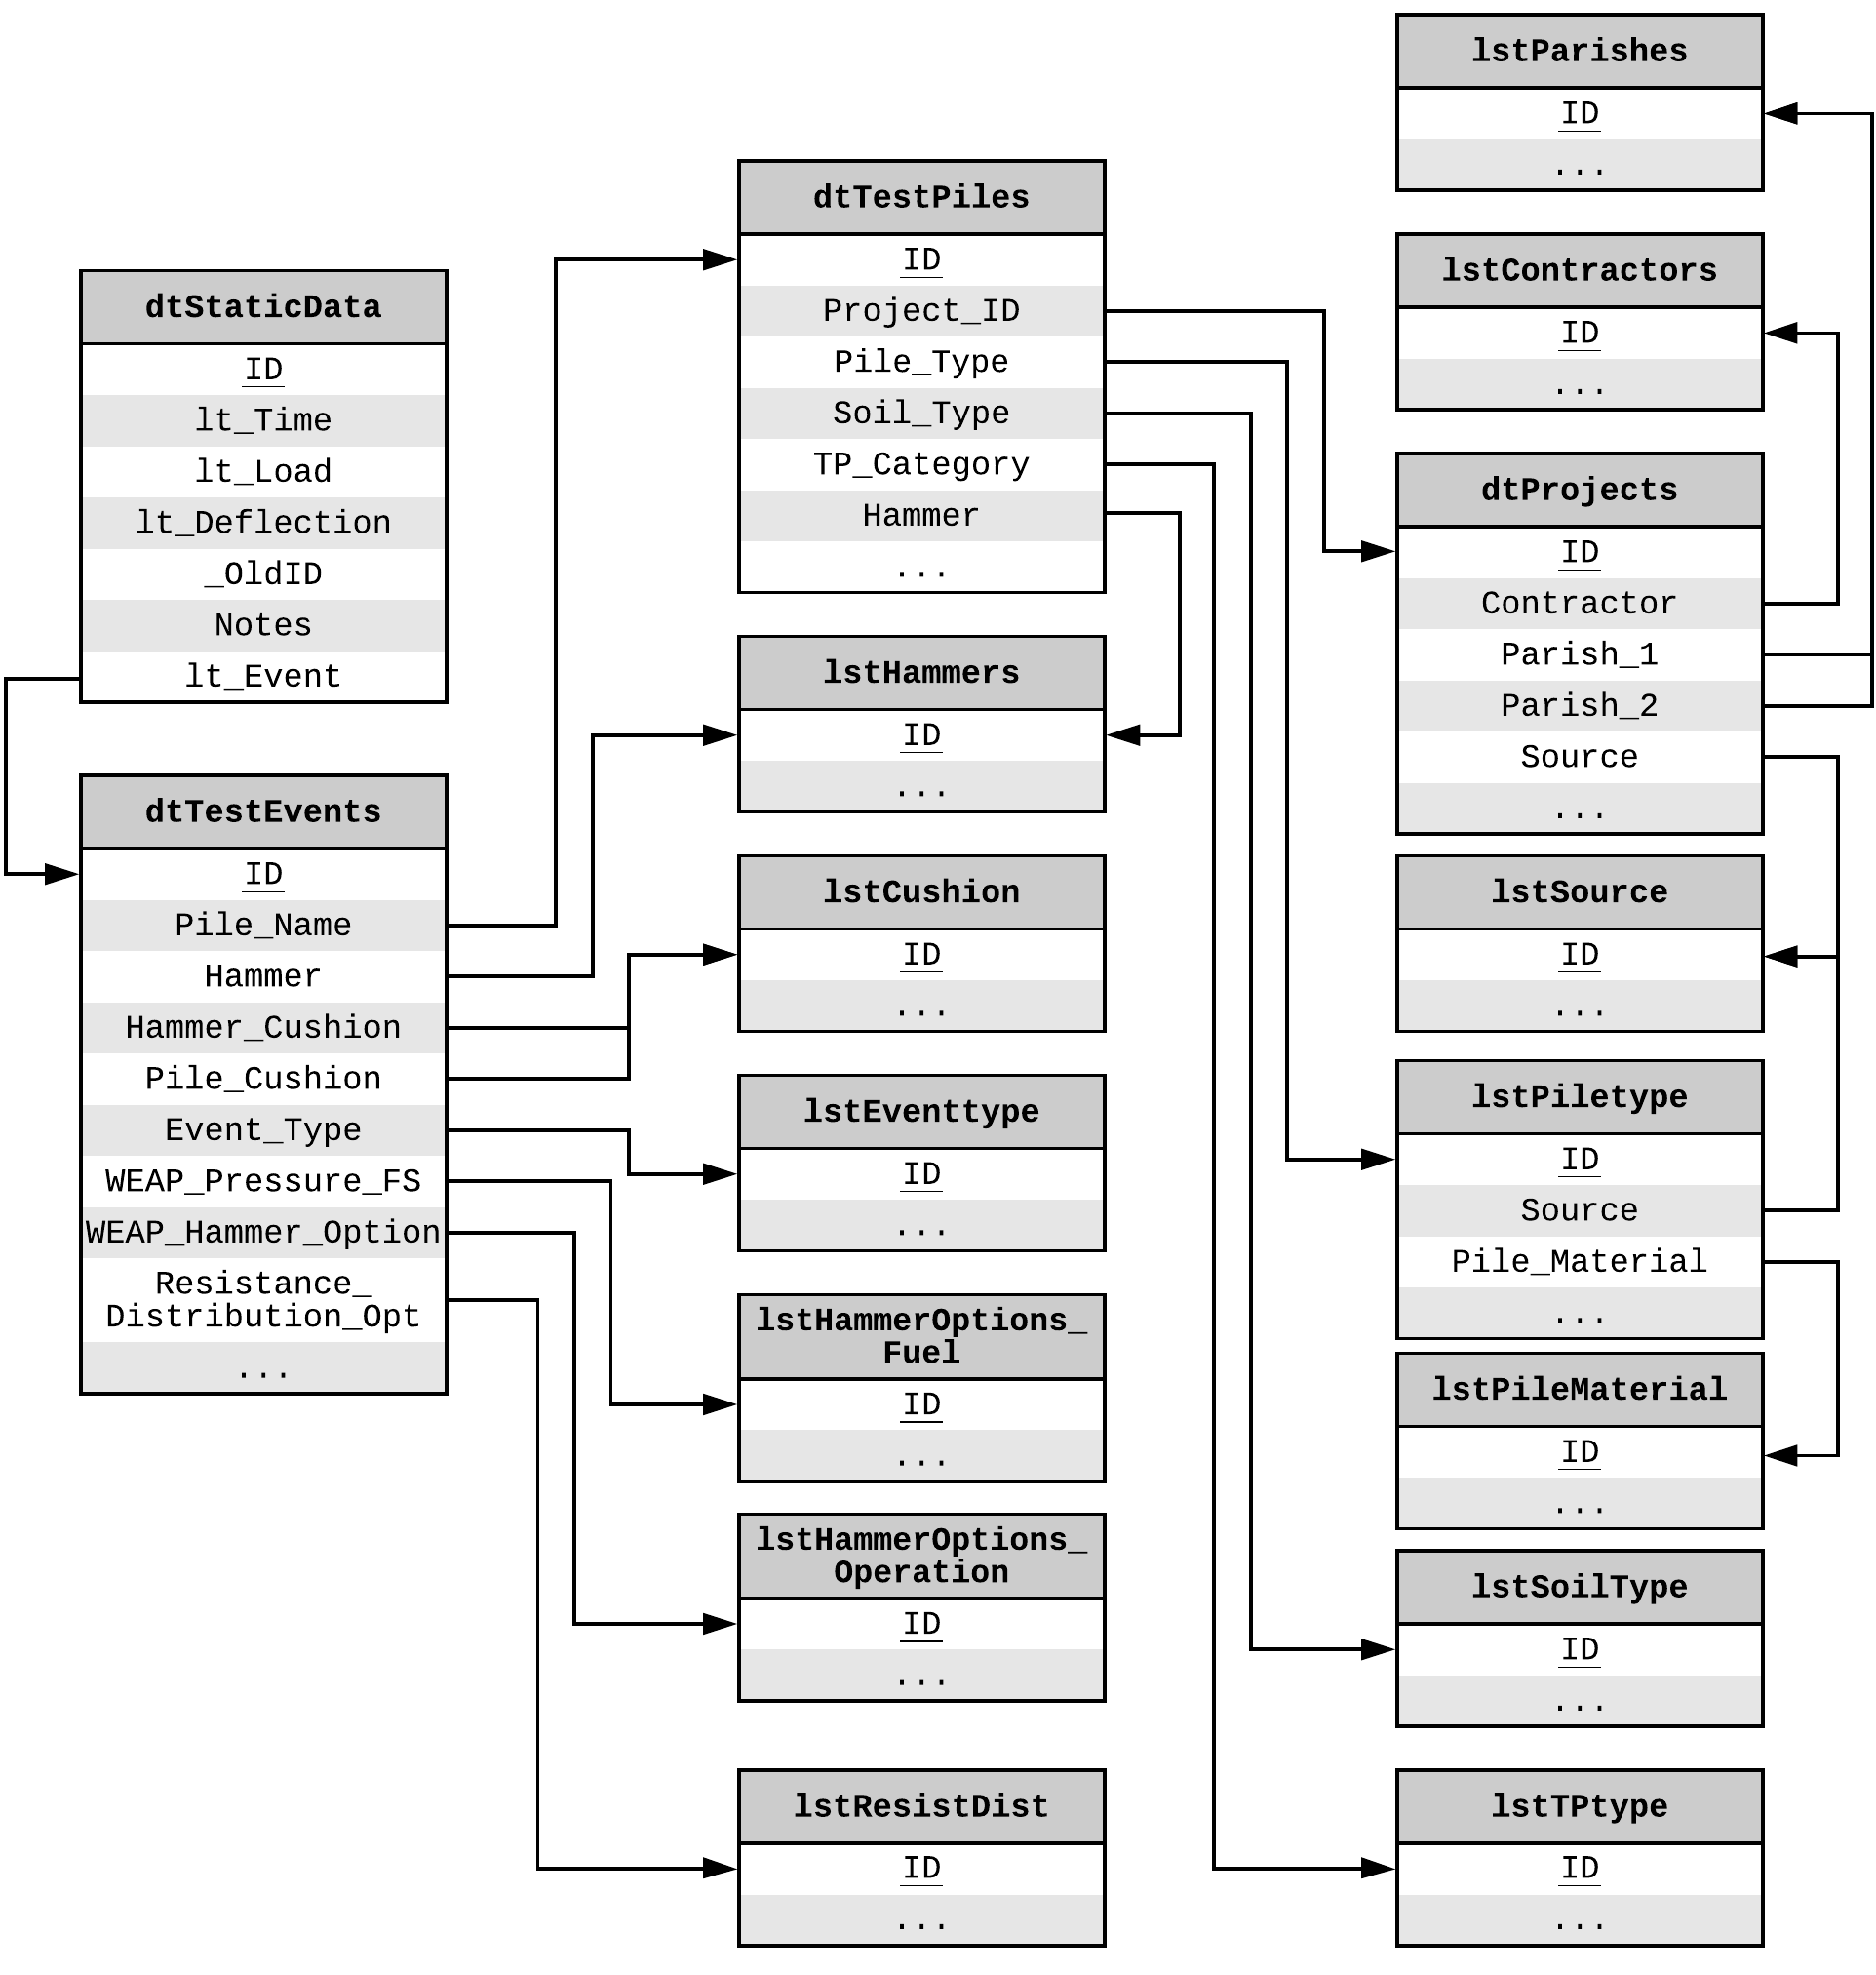 dtStaticData
ID
lt_Time
lt_Load
lt_Deflection
_OldID
Notes
lt_Event
dtTestEvents
ID
Pile_Name
Hammer
Hammer_Cushion
Pile_Cushion
Event_Type
WEAP_Pressure_FS
WEAP_Hammer_Option
Resistance_
Distribution_Opt
...
dtTestPiles
ID
Project_ID
Pile_Type
Soil_Type
TP_Category
Hammer
...
lstHammers
ID
...
lstCushion
ID
...
lstEventtype
ID
...
lstHammerOptions_
Fuel
ID
...
lstHammerOptions_
Operation
ID
...
lstResistDist
ID
...
lstParishes
ID
...
lstContractors
ID
...
dtProjects
ID
Contractor
Parish_1
Parish_2
Source
...
lstSource
ID
...
lstPiletype
ID
Source
Pile_Material
...
lstPileMaterial
ID
...
lstSoilType
ID
...
lstTPtype
ID
...